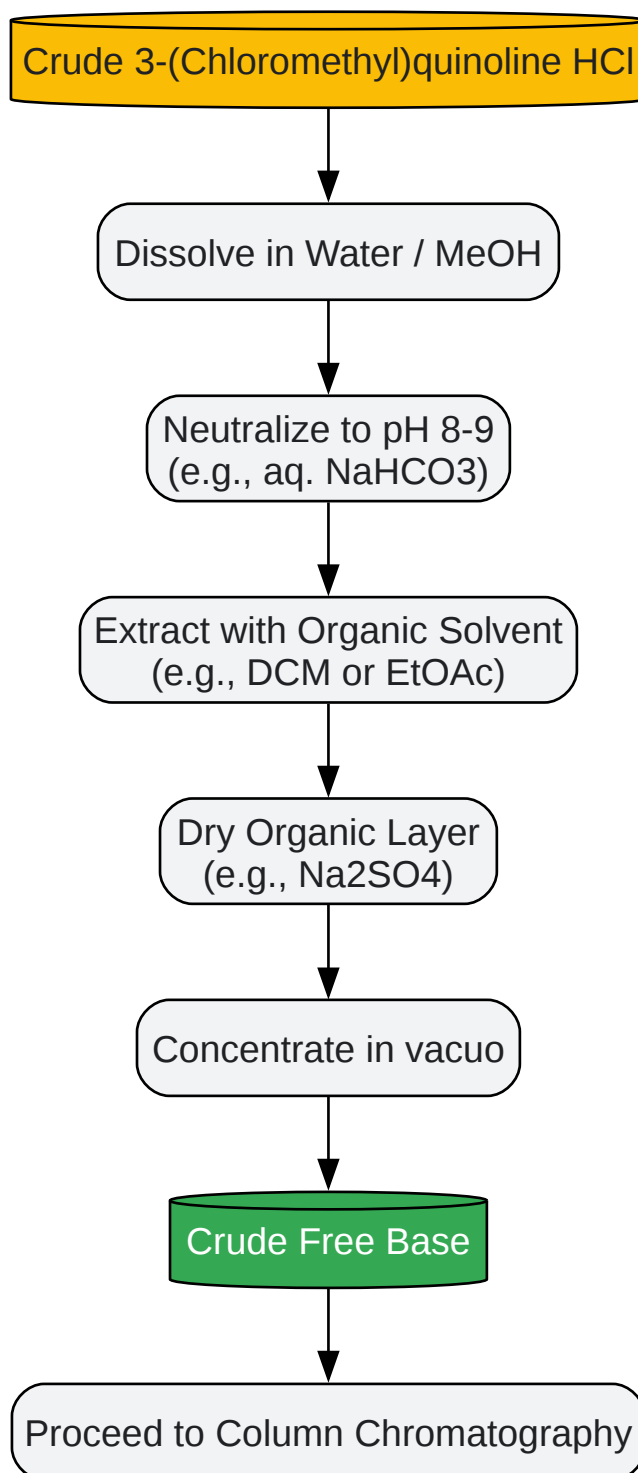 Crude 3-(Chloromethyl)quinoline HCl
Dissolve in Water / MeOH
Neutralize to pH 8-9
(e.g., aq. NaHCO3)
Extract with Organic Solvent
(e.g., DCM or EtOAc)
Dry Organic Layer
(e.g., Na2SO4)
Concentrate in vacuo
Crude Free Base
Proceed to Column Chromatography